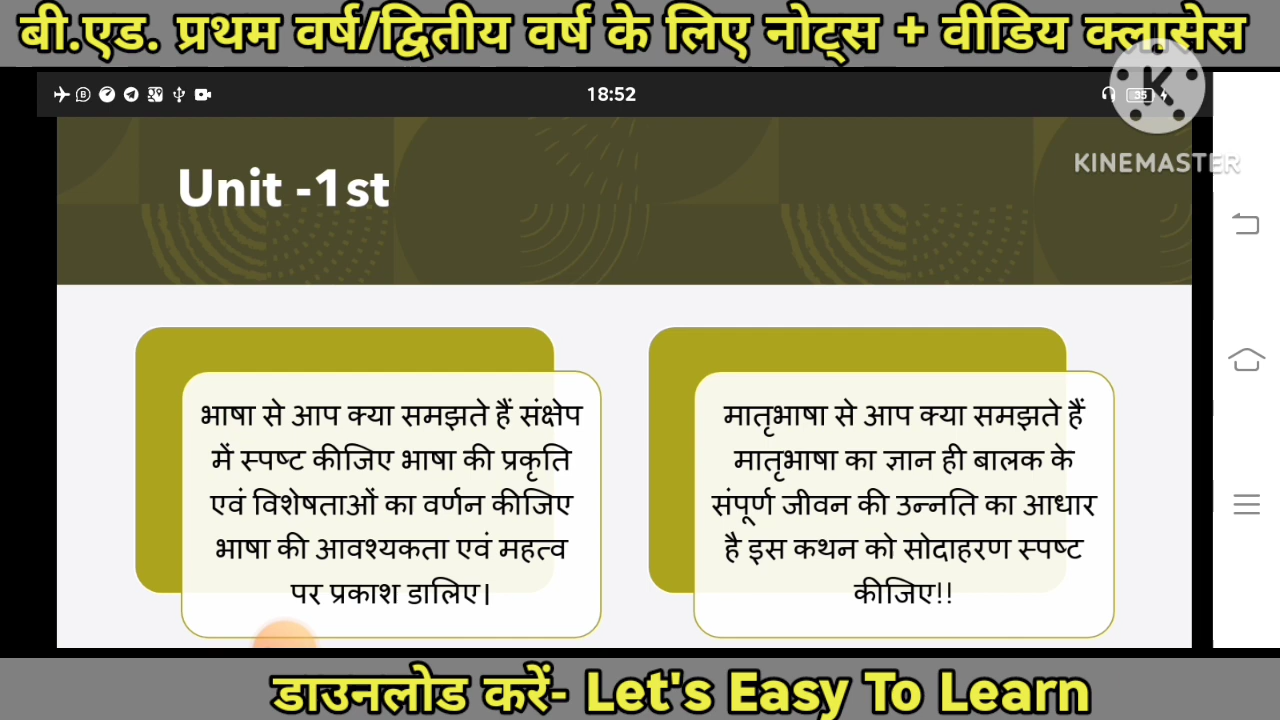 बी.एड. प्रथम वर्ष/द्वितीय वर्ष के लिए नोट्स + वीडिय क्लासेस
18:52
35
KINEMASTER
Unit -1st
भाषा से आप क्या समझते हैं संक्षेप
में स्पष्ट कीजिए भाषा की प्रकृति
एवं विशेषताओं का वर्णन कीजिए
भाषा की आवश्यकता एवं महत्व
पर प्रकाश डालिए।
मातृभाषा से आप क्या समझते हैं
मातृभाषा का ज्ञान ही बालक के
संपूर्ण जीवन की उन्नति का आधार
है इस कथन को सोदाहरण स्पष्ट
कीजिए!!
डाउनलोड करें- Let's Easy To Learn